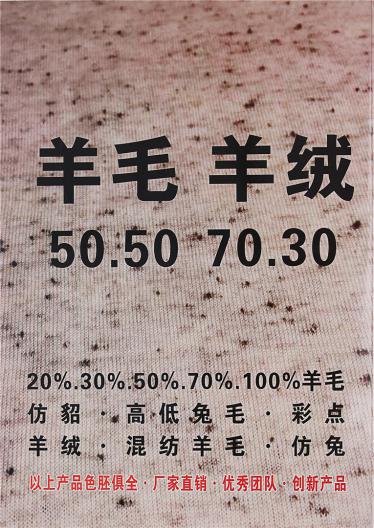 羊毛 羊绒
50.50 70.30
20%.30%.50%.70%.100%羊毛
仿貂·高低兔毛·彩点
羊绒·混纺羊毛·仿兔
以上产品色胚俱全·厂家直销·优秀团队·创新产品